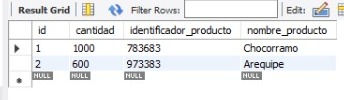 Result Grid Filter Rows: Edit:
id cantidad identificador_producto nombre_producto
1 1000 783683 Chocorramo
2 600 973383 Arequipe
NULL NULL NULL NULL